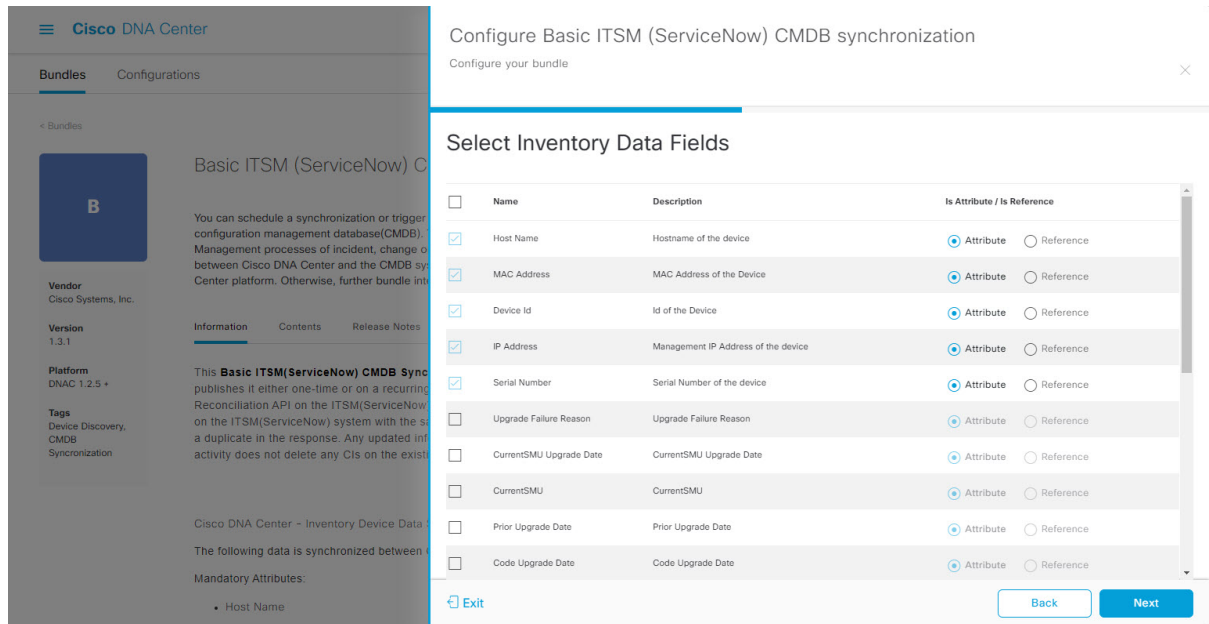 Cisco DNA Center
Bundles Configurations
< Bundles
B
Vendor
Cisco Systems, Inc.
Version
1.3.1
Platform
DNAC 1.2.5 +
Tags
Device Discovery,
CMDB
Syncronization
Basic ITSM (ServiceNow) C
You can schedule a synchronization or trigger
configuration management database(CMDB).
Management processes of incident, change o
between Cisco DNA Center and the CMDB sy
Center platform. Otherwise, further bundle int
Information Contents Release Notes
This Basic ITSM(ServiceNow) CMDB Sync
publishes it either one-time or on a recurring
Reconciliation API on the ITSM(ServiceNow
on the ITSM(ServiceNow) system with the sa
a duplicate in the response. Any updated inf
activity does not delete any CIs on the exist
Cisco DNA Center - Inventory Device Data
The following data is synchronized between
Mandatory Attributes:
• Host Name
Configure Basic ITSM (ServiceNow) CMDB synchronization
Configure your bundle
Select Inventory Data Fields
Name Description Is Attribute / Is Reference
Host Name Hostname of the device Attribute Reference
MAC Address MAC Address of the Device Attribute Reference
Device Id Id of the Device Attribute Reference
IP Address Management IP Address of the device Attribute Reference
Serial Number Serial Number of the device Attribute Reference
Upgrade Failure Reason Upgrade Failure Reason Attribute Reference
CurrentSMU Upgrade Date CurrentSMU Upgrade Date Attribute Reference
CurrentSMU CurrentSMU Attribute Reference
Prior Upgrade Date Prior Upgrade Date Attribute Reference
Code Upgrade Date Code Upgrade Date Attribute Reference
Exit Back Next